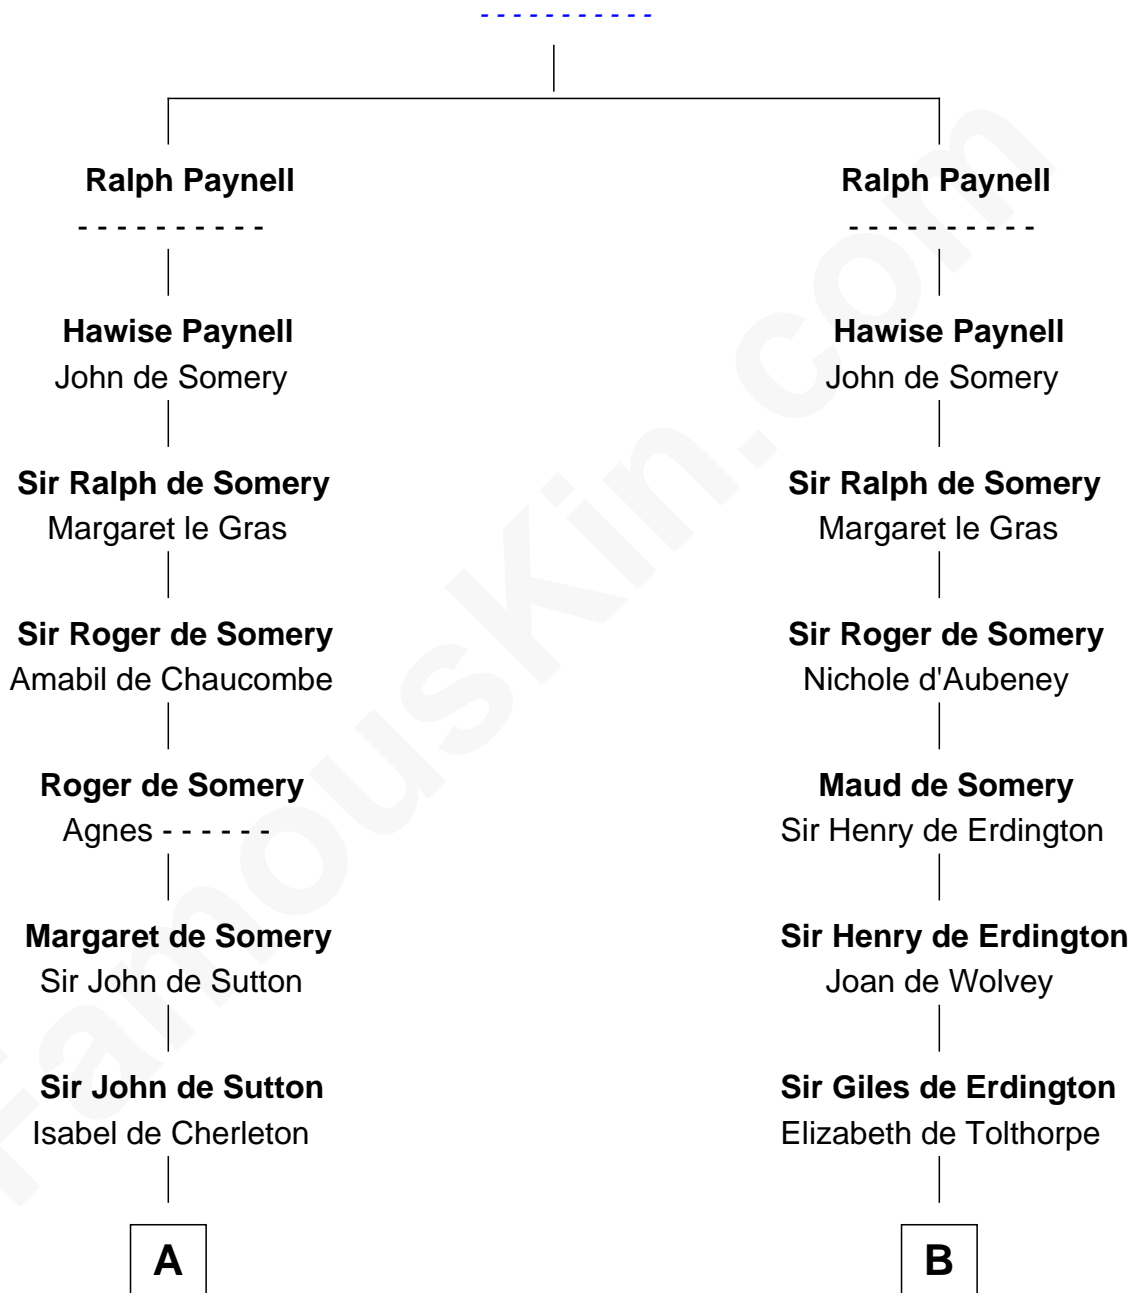 - - - - - - - - - - -
Ralph Paynell
- - - - - - - - - -
Hawise Paynell
John de Somery
Sir Ralph de Somery
Margaret le Gras
Sir Roger de Somery
Amabil de Chaucombe
Roger de Somery
Agnes - - - - - -
Margaret de Somery
Sir John de Sutton
Sir John de Sutton
Isabel de Cherleton
A
Ralph Paynell
- - - - - - - - - -
Hawise Paynell
John de Somery
Sir Ralph de Somery
Margaret le Gras
Sir Roger de Somery
Nichole d'Aubeney
Maud de Somery
Sir Henry de Erdington
Sir Henry de Erdington
Joan de Wolvey
Sir Giles de Erdington
Elizabeth de Tolthorpe
B
FamousKin.com